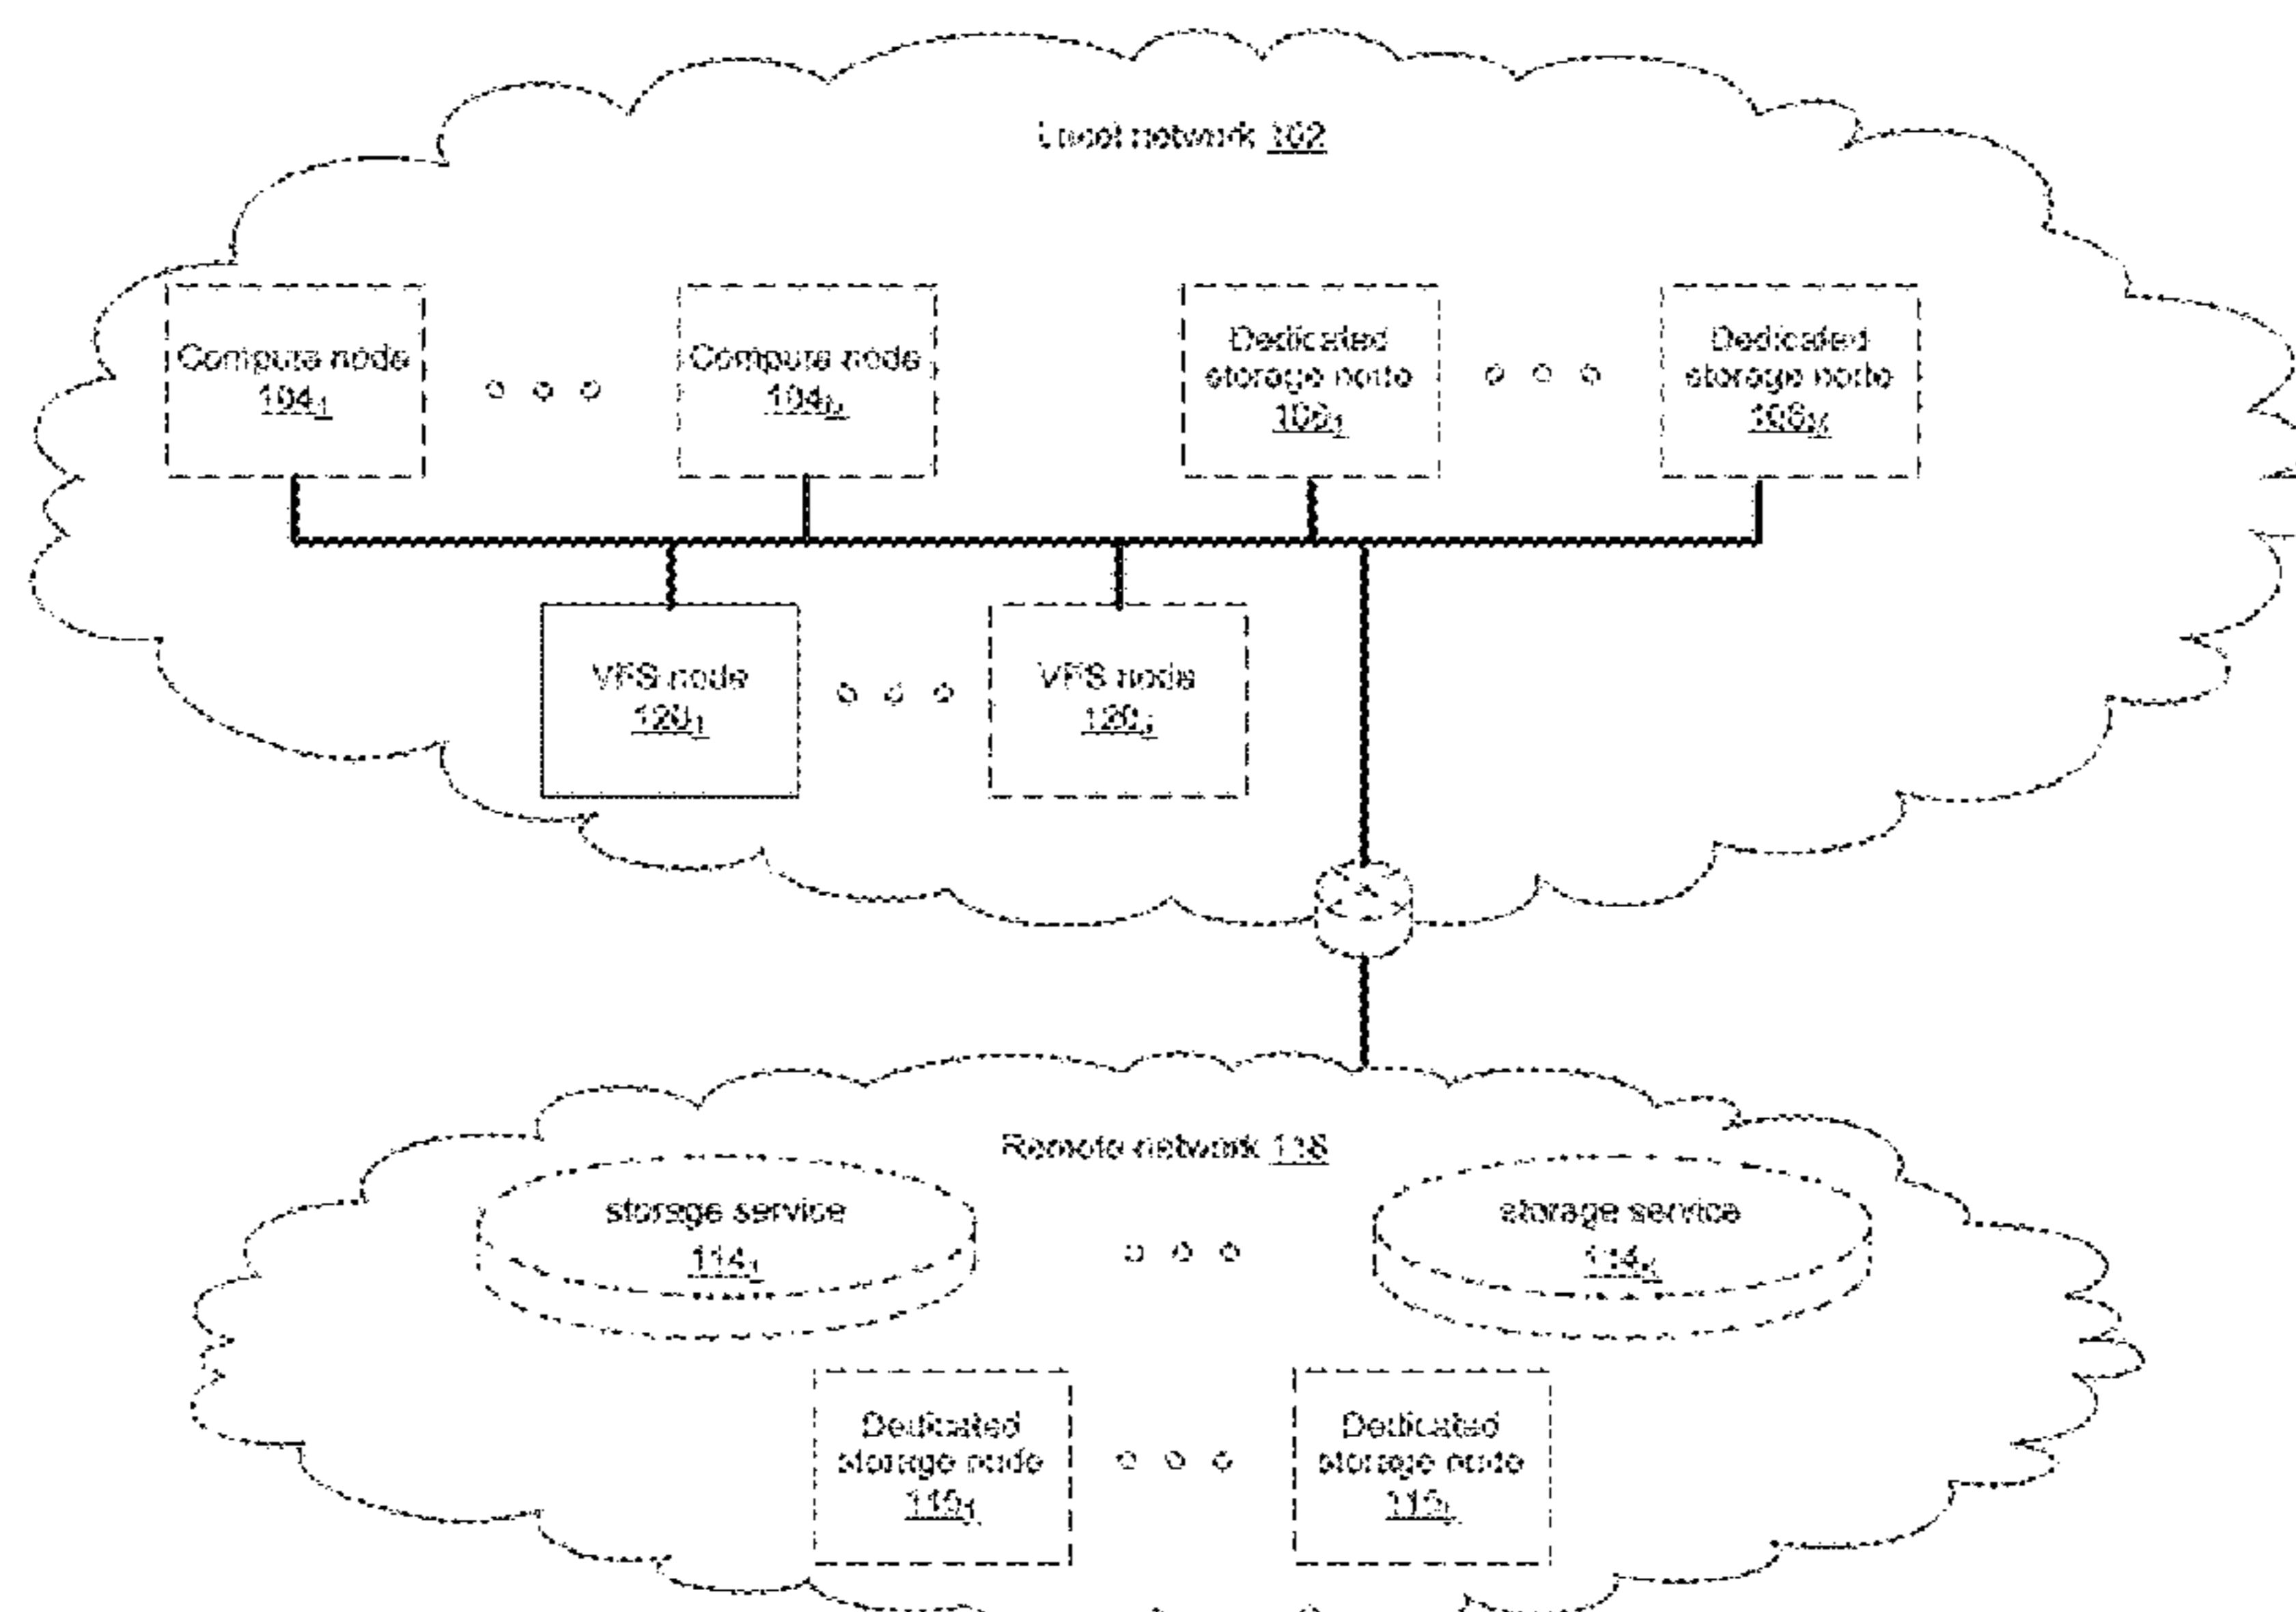 Local network 102
Compute node
104₁
Compute node
104ₙ
Dedicated
storage node
106₁
Dedicated
storage node
VFS node
120₁
VFS node
120ⱼ
Remote network 118
storage service
114₁
storage service
114ₖ
Dedicated
storage node
115₁
Dedicated
storage node